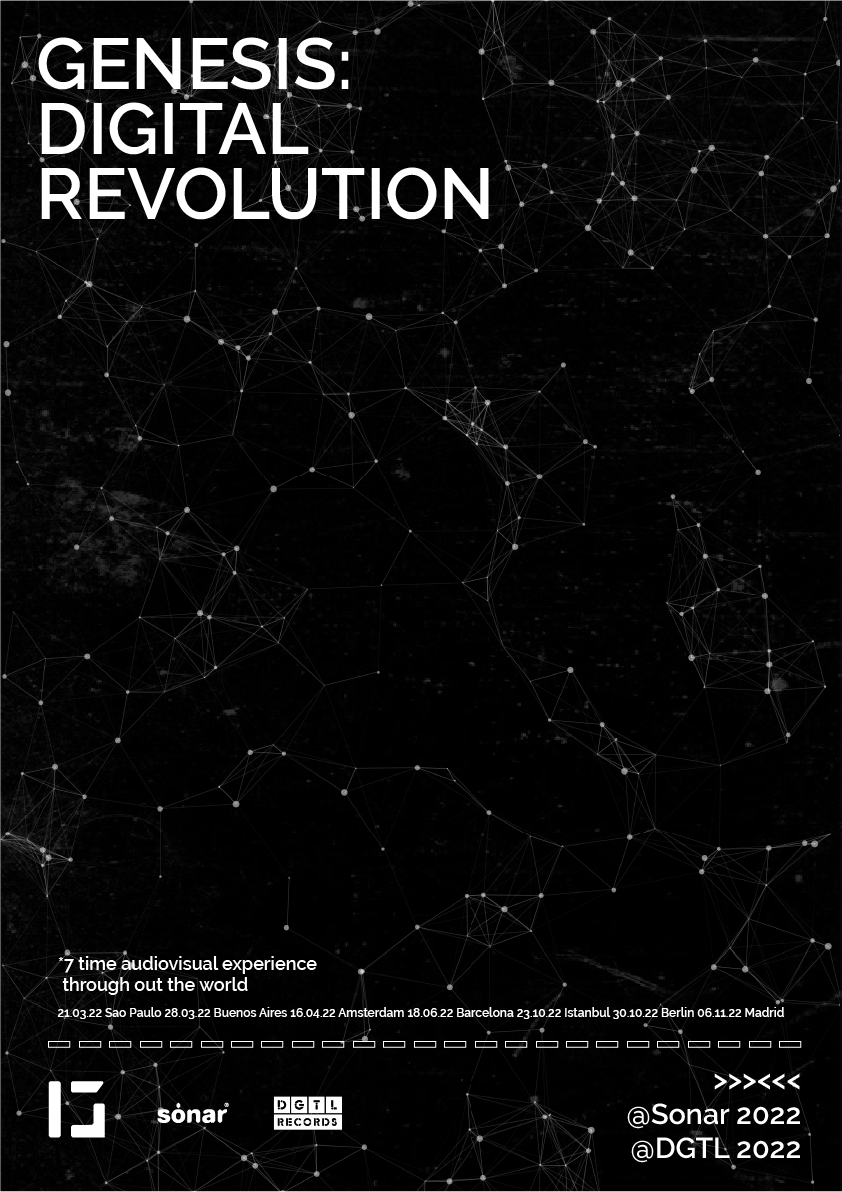 GENESIS:
DIGITAL
REVOLUTION
*7 time audiovisual experience
through out the world
21.03.22 Sao Paulo 28.03.22 Buenos Aires 16.04.22 Amsterdam 18.06.22 Barcelona 23.10.22 Istanbul 30.10.22 Berlin 06.11.22 Madrid
>>><<<
sónar®
DGTL
RECORDS
@Sonar 2022
@DGTL 2022